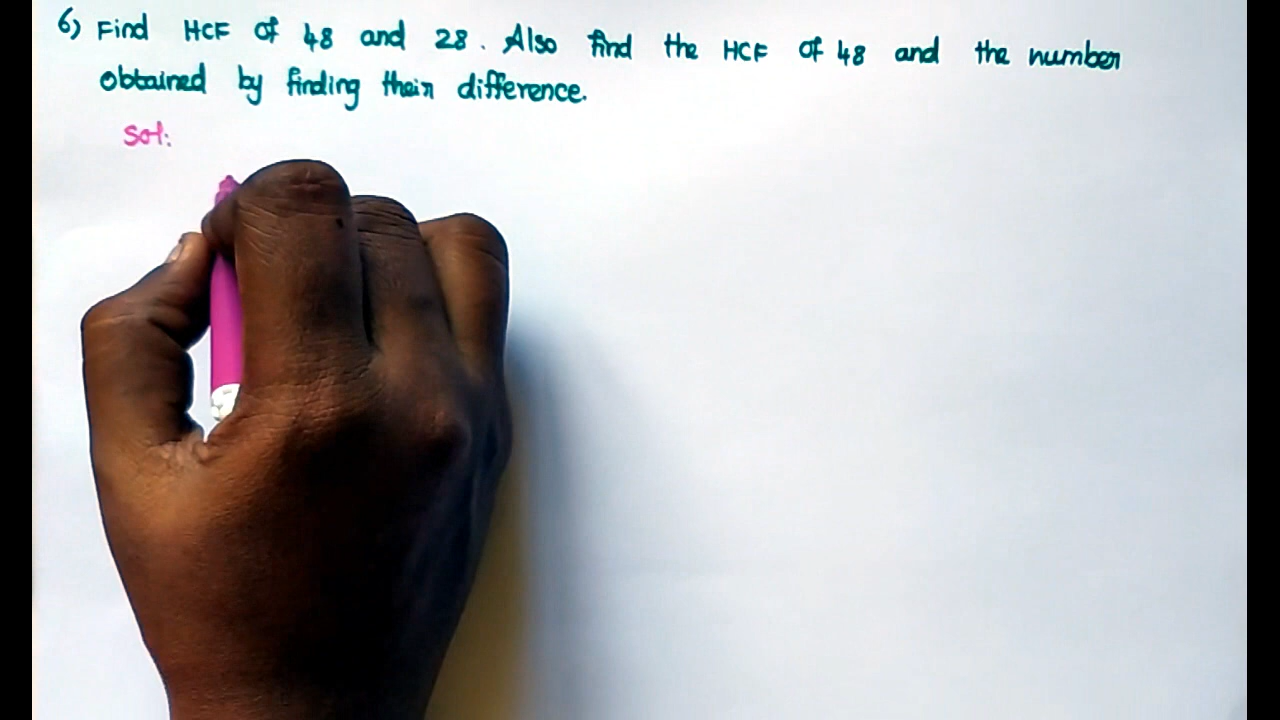 6) Find HCF of 48 and 28. Also find the HCF of 48 and the number
obtained by finding their difference.
Sol: